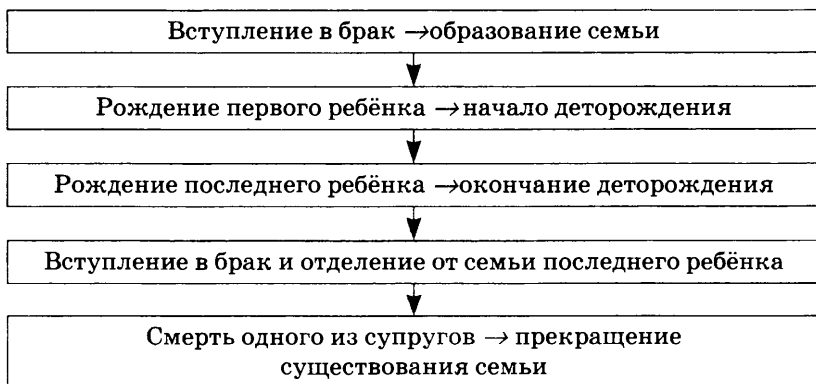 Вступление в брак →образование семьи
Рождение первого ребёнка →начало деторождения
Рождение последнего ребёнка →окончание деторождения
Вступление в брак и отделение от семьи последнего ребёнка
Смерть одного из супругов → прекращение
существования семьи